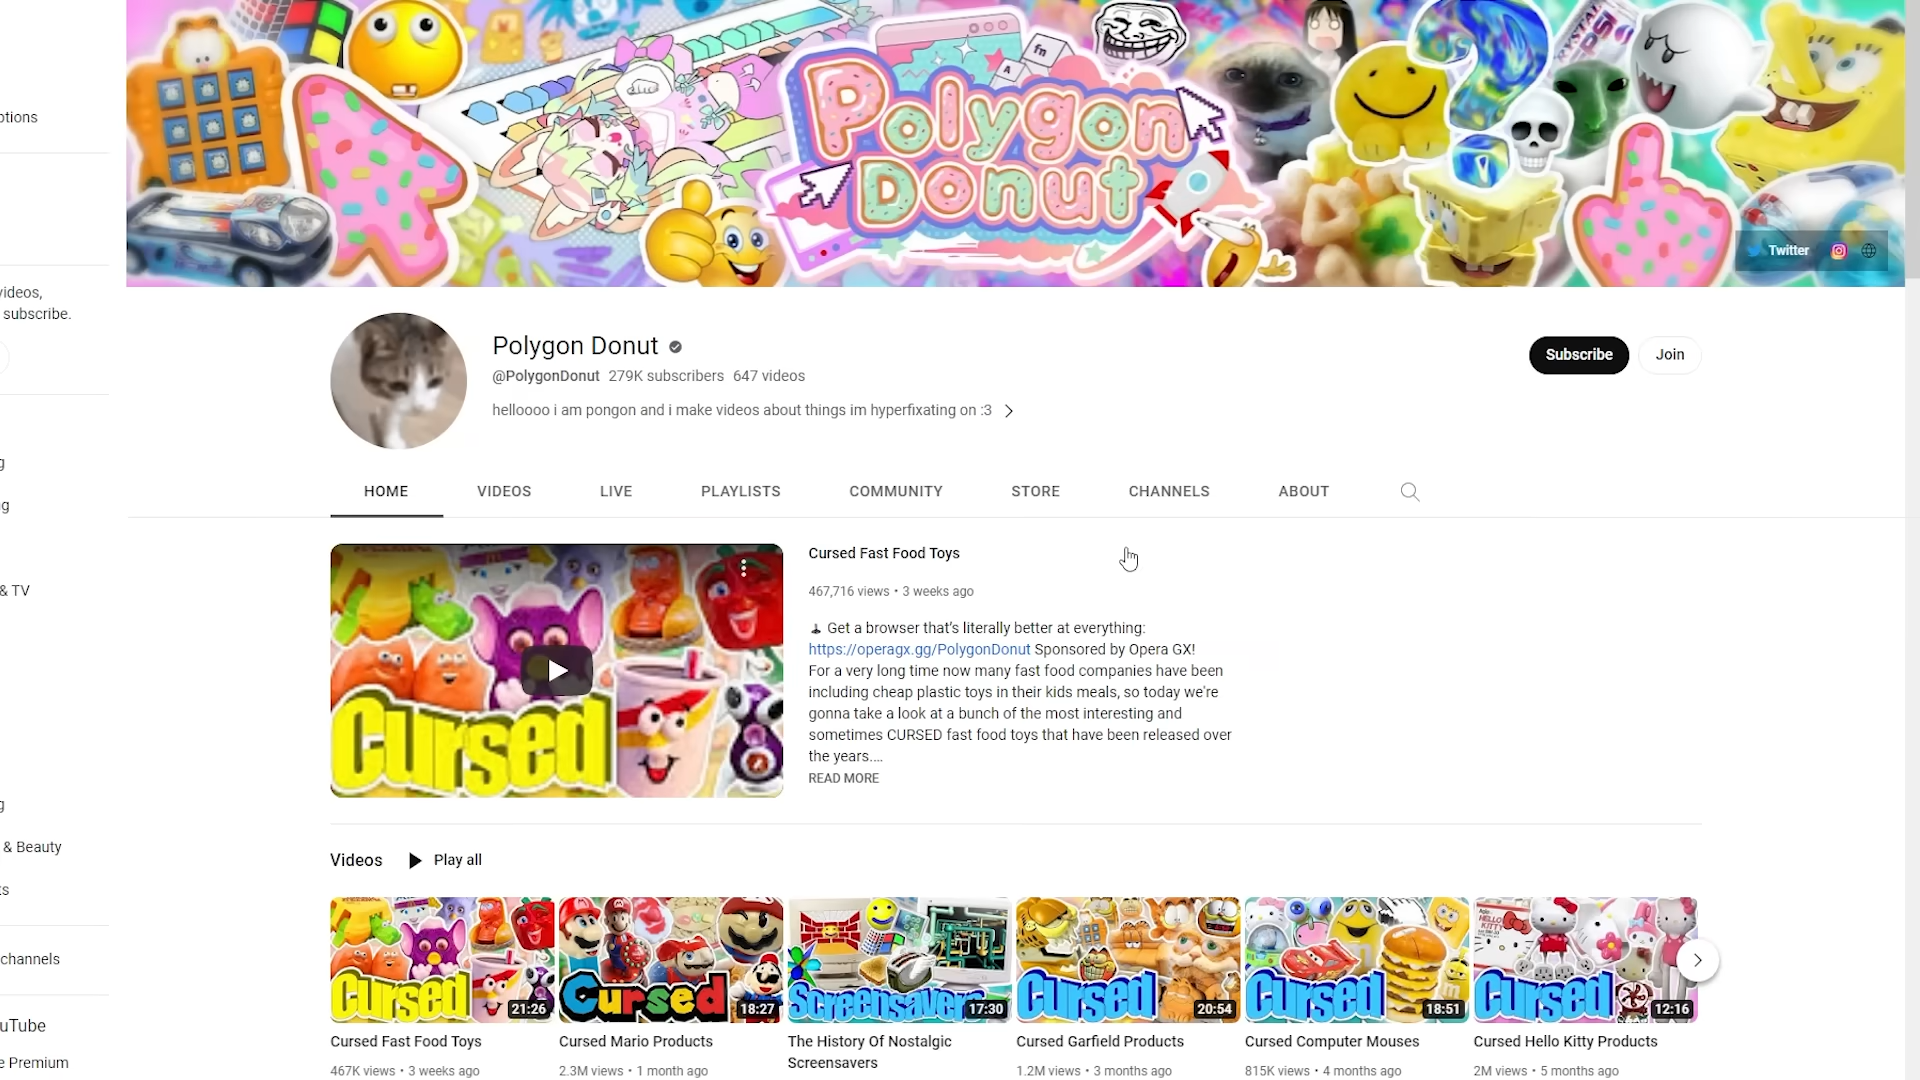 Polygon
Donut
fn
A
Twitter
ptions
videos,
subscribe.
g
ng
& TV
g
& Beauty
ts
channels
uTube
e Premium
Polygon Donut
@PolygonDonut 279K subscribers 647 videos
helloooo i am pongon and i make videos about things im hyperfixating on :3
Subscribe
Join
HOME
VIDEOS
LIVE
PLAYLISTS
COMMUNITY
STORE
CHANNELS
ABOUT
Cursed
Cursed Fast Food Toys
467,716 views • 3 weeks ago
Get a browser that’s literally better at everything:
https://operagx.gg/PolygonDonut Sponsored by Opera GX!
For a very long time now many fast food companies have been
including cheap plastic toys in their kids meals, so today we're
gonna take a look at a bunch of the most interesting and
sometimes CURSED fast food toys that have been released over
the years....
READ MORE
Videos
Play all
Cursed
21:26
Cursed
18:27
Screensavers
17:30
Cursed
20:54
Cursed
18:51
HELLO
KITTY
Cursed
12:16
Cursed Fast Food Toys
467K views • 3 weeks ago
Cursed Mario Products
2.3M views • 1 month ago
The History Of Nostalgic
Screensavers
Cursed Garfield Products
1.2M views • 3 months ago
Cursed Computer Mouses
815K views • 4 months ago
Cursed Hello Kitty Products
2M views • 5 months ago